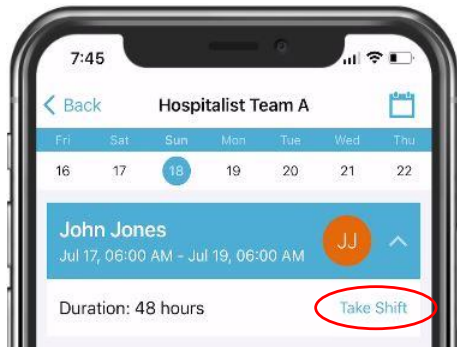 7:45
Back Hospitalist Team A
Fri Sat Sun Mon Tue Wed Thu
16 17 18 19 20 21 22
John Jones
Jul 17, 06:00 AM – Jul 19, 06:00 AM
JJ
Duration: 48 hours Take Shift